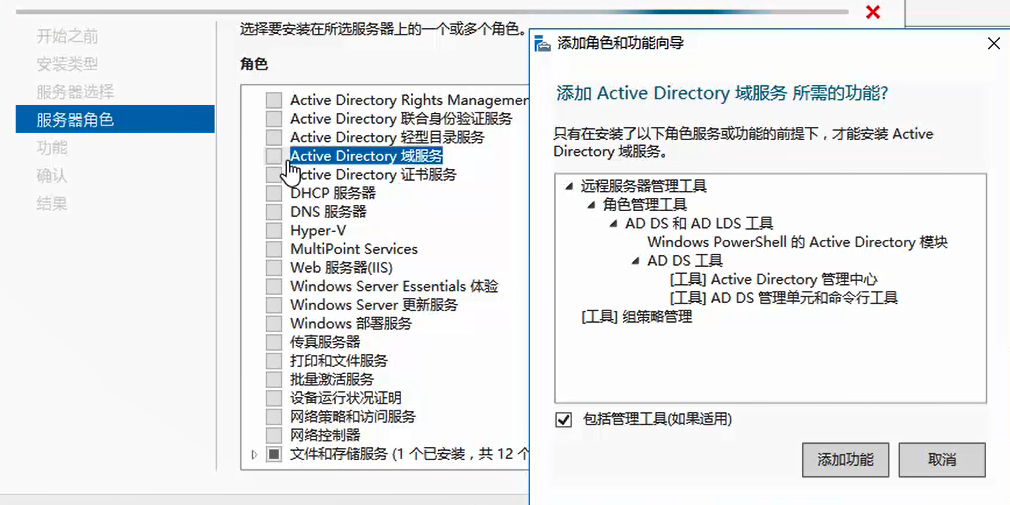 开始之前
安装类型
服务器选择
服务器角色
功能
确认
结果
选择要安装在所选服务器上的一个或多个角色。
角色
Active Directory Rights Managemen
Active Directory 联合身份验证服务
Active Directory 轻型目录服务
Active Directory 域服务
Active Directory 证书服务
DHCP 服务器
DNS 服务器
Hyper-V
MultiPoint Services
Web 服务器(IIS)
Windows Server Essentials 体验
Windows Server 更新服务
Windows 部署服务
传真服务器
打印和文件服务
批量激活服务
设备运行状况证明
网络策略和访问服务
网络控制器
文件和存储服务 (1 个已安装，共 12 个
添加角色和功能向导
添加 Active Directory 域服务 所需的功能?
只有在安装了以下角色服务或功能的前提下，才能安装 Active
Directory 域服务。
远程服务器管理工具
角色管理工具
AD DS 和 AD LDS 工具
Windows PowerShell 的 Active Directory 模块
AD DS 工具
[工具] Active Directory 管理中心
[工具] AD DS 管理单元和命令行工具
[工具] 组策略管理
包括管理工具(如果适用)
添加功能
取消